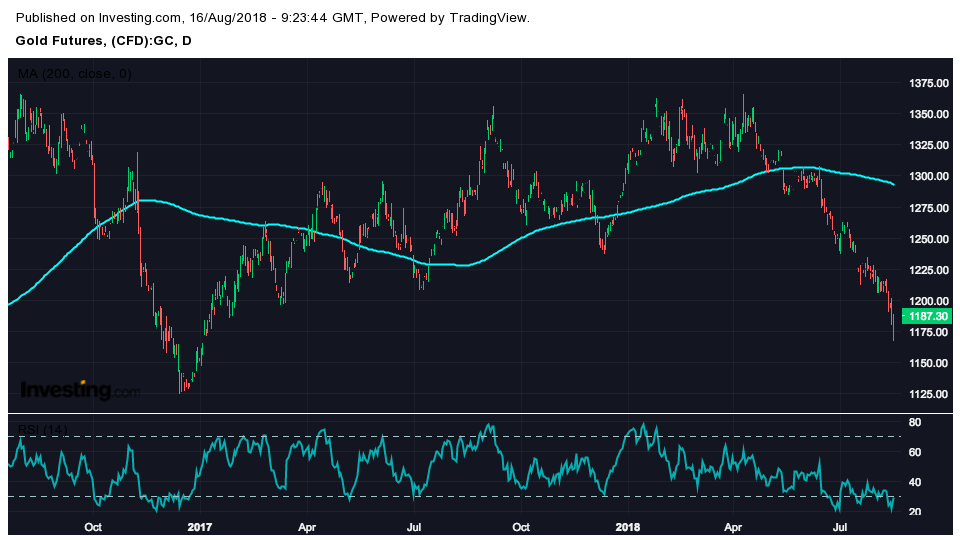 Published on Investing.com, 16/Aug/2018 - 9:23:44 GMT, Powered by TradingView.
Gold Futures, (CFD):GC, D
MA (200, close, 0)
1375.00
1350.00
1325.00
1300.00
1275.00
1250.00
1225.00
1200.00
1187.30
1175.00
1150.00
1125.00
Investing.com
RSI (14)
80
60
40
20
Oct 2017 Apr Jul Oct 2018 Apr Jul